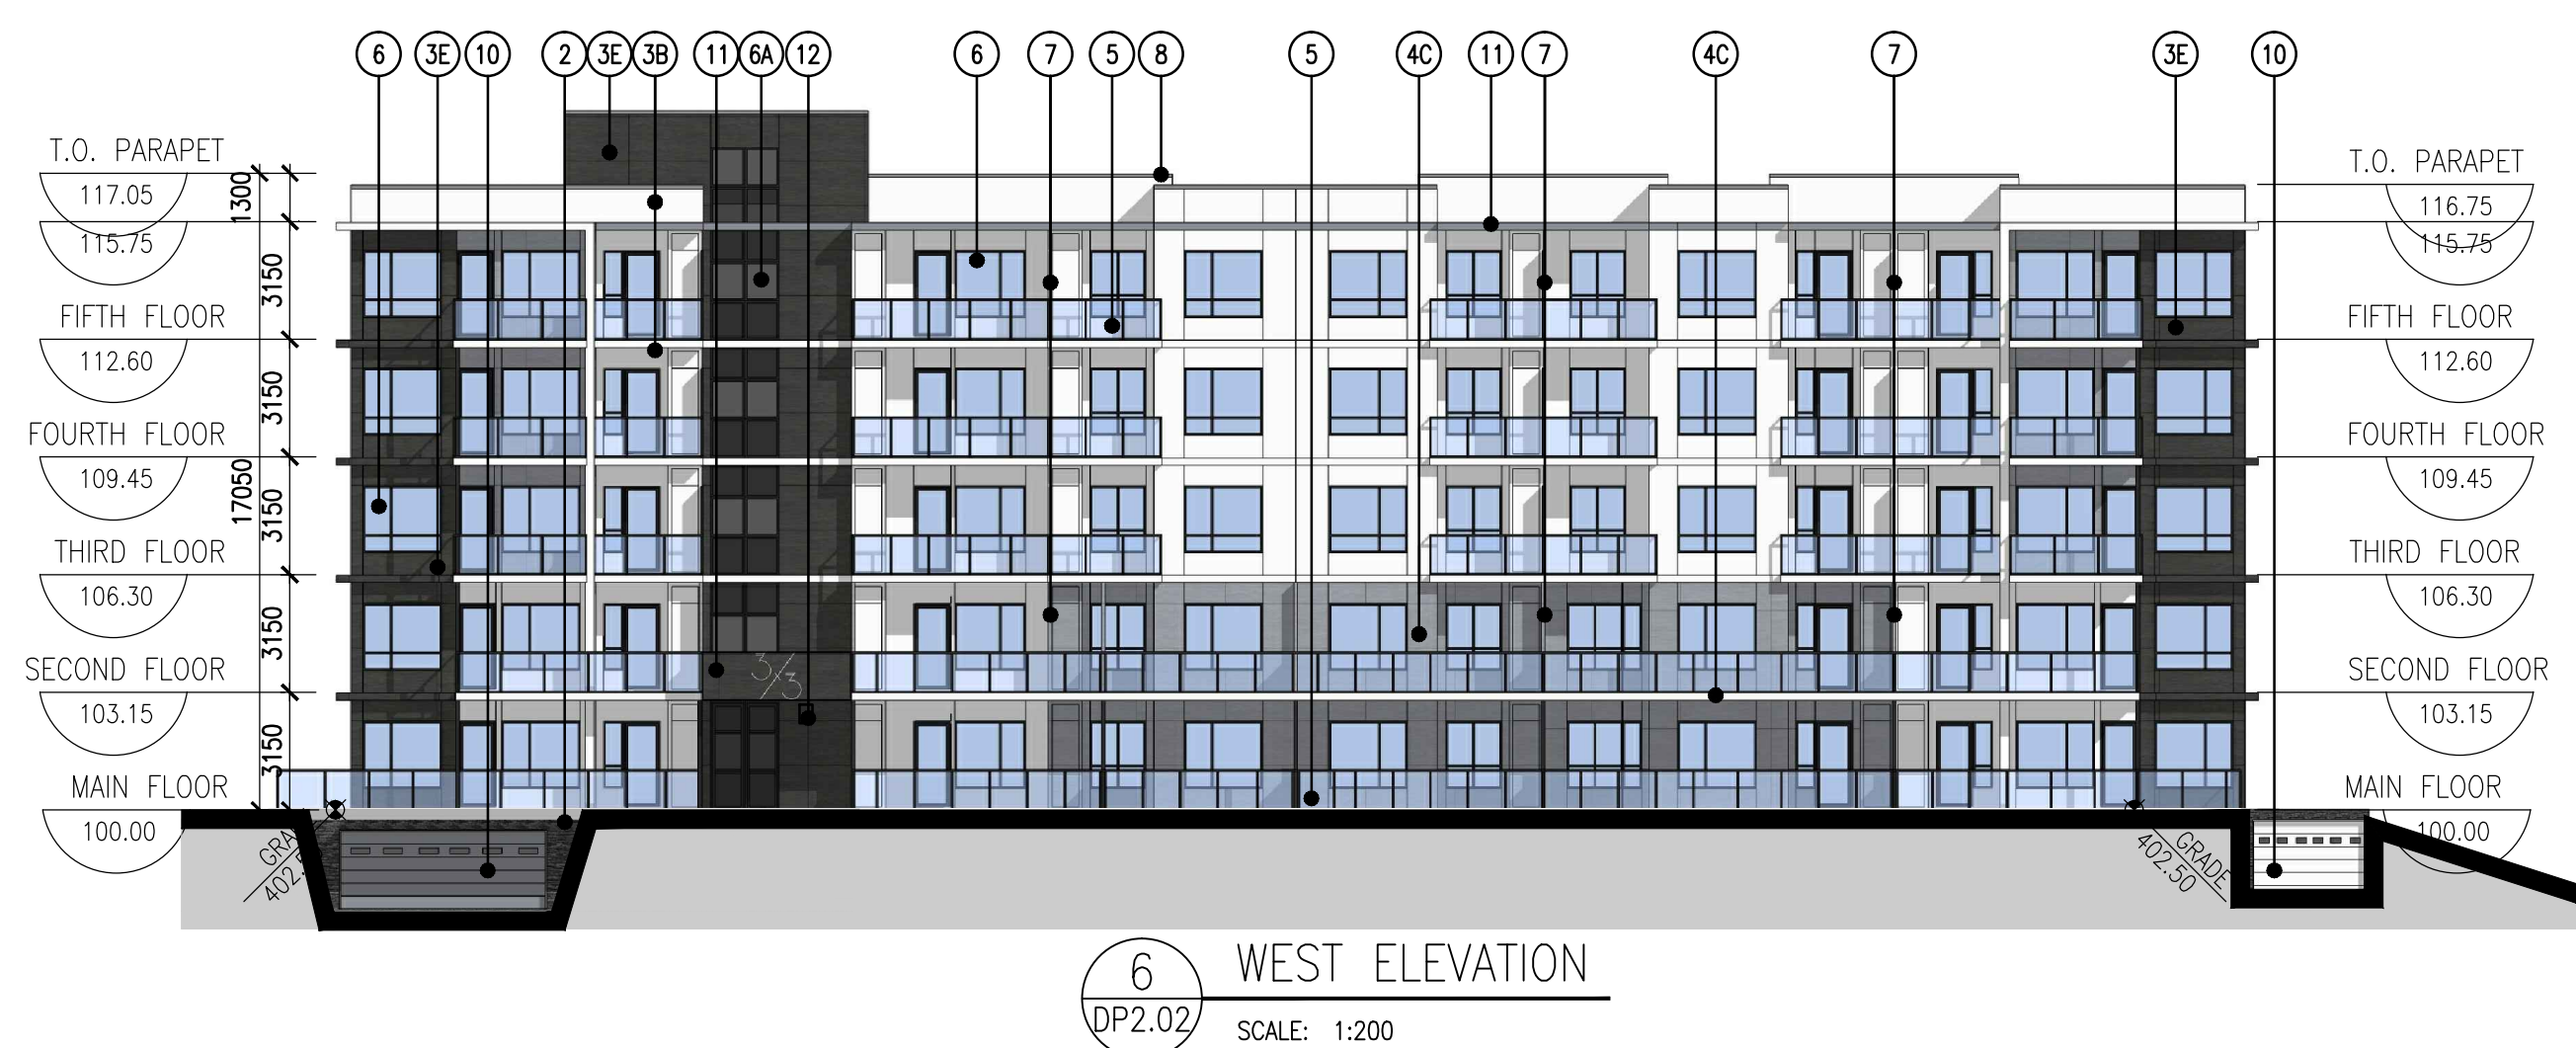 6 3E 10 2 3E 3B 11 6A 12 6 7 5 8 5 4C 11 7 4C 7 3E 10
T.O. PARAPET
117.05
115.75
FIFTH FLOOR
112.60
FOURTH FLOOR
109.45
THIRD FLOOR
106.30
SECOND FLOOR
103.15
MAIN FLOOR
100.00
1300
3150
3150
3150
3150
3150
17050
3/3
T.O. PARAPET
116.75
115.75
FIFTH FLOOR
112.60
FOURTH FLOOR
109.45
THIRD FLOOR
106.30
SECOND FLOOR
103.15
MAIN FLOOR
100.00
GRADE
402.50
6
DP2.02
WEST ELEVATION
SCALE: 1:200